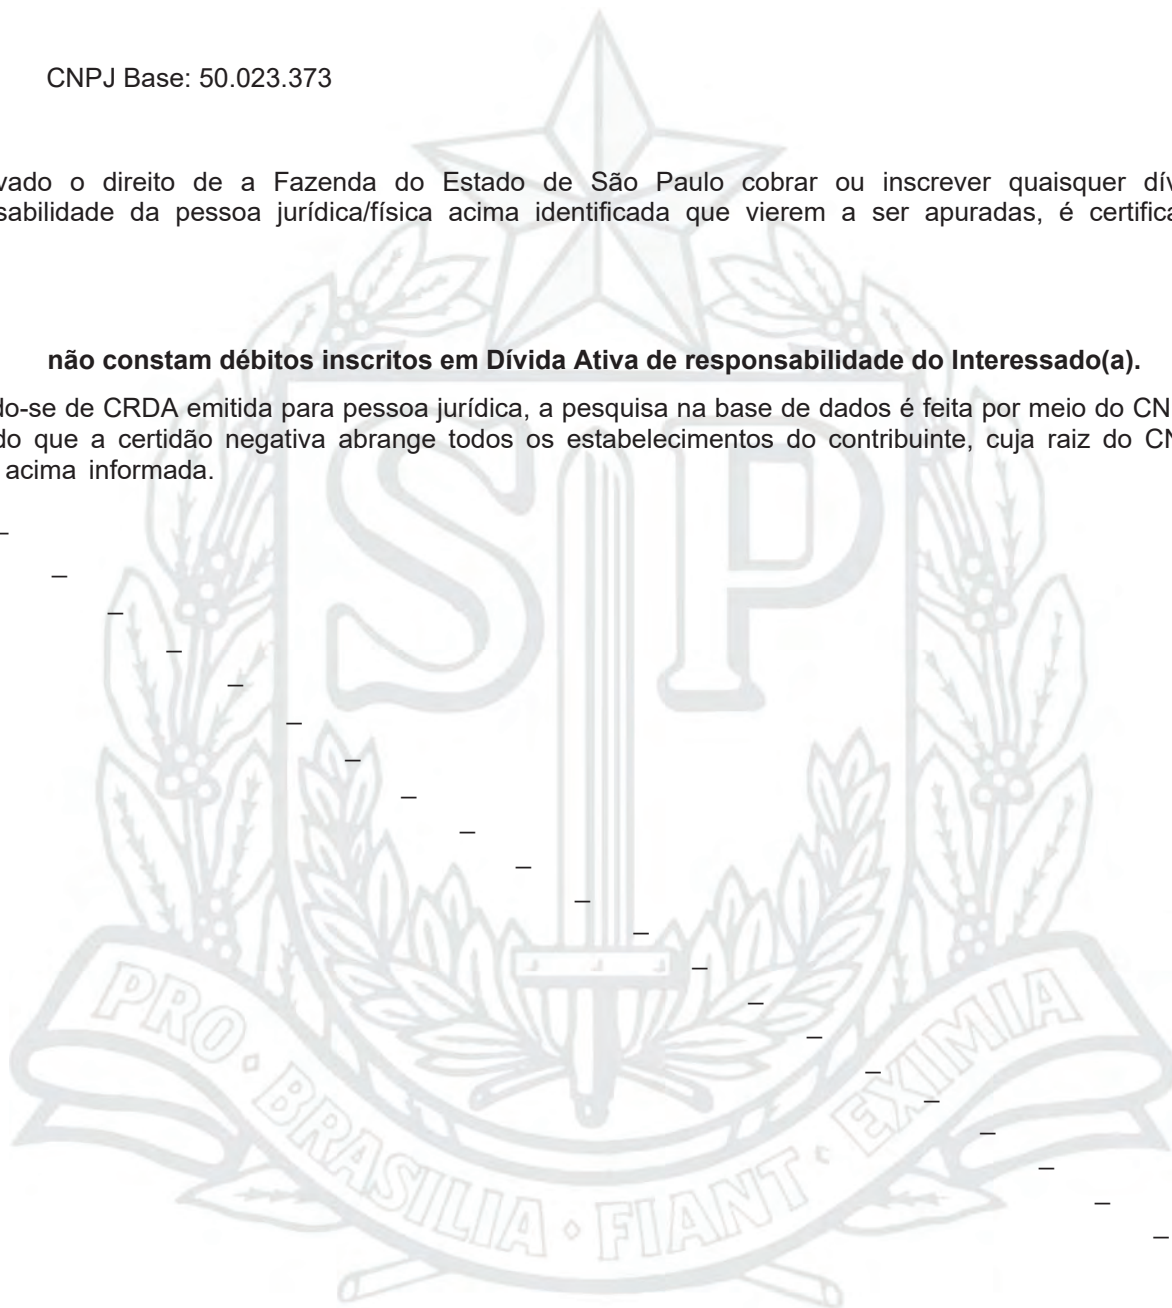 CNPJ Base: 50.023.373
vado o direito de a Fazenda do Estado de São Paulo cobrar ou inscrever quaisquer dív
sabilidade da pessoa jurídica/física acima identificada que vierem a ser apuradas, é certifica
não constam débitos inscritos em Dívida Ativa de responsabilidade do Interessado(a).
do-se de CRDA emitida para pessoa jurídica, a pesquisa na base de dados é feita por meio do CN
do que a certidão negativa abrange todos os estabelecimentos do contribuinte, cuja raiz do CN
acima informada.
SP
PRO • BRASILIA • FIANT • EXIMIA